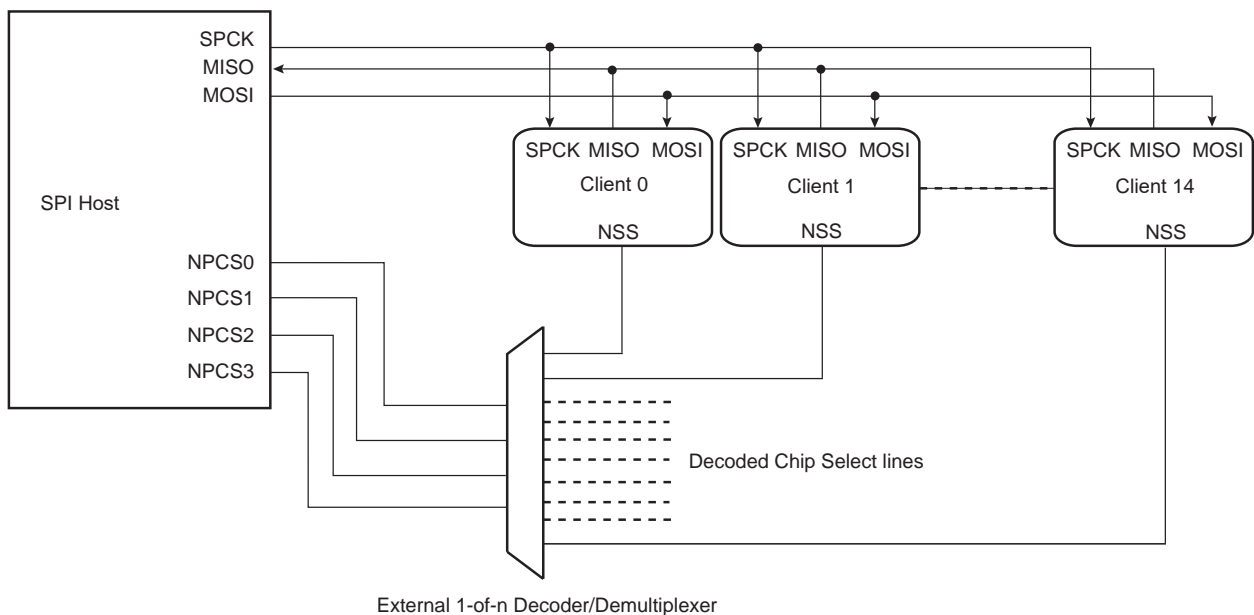 SPCK
MISO
MOSI
SPI Host
NPCS0
NPCS1
NPCS2
NPCS3
SPCK MISO MOSI
Client 0
NSS
SPCK MISO MOSI
Client 1
NSS
SPCK MISO MOSI
Client 14
NSS
Decoded Chip Select lines
External 1-of-n Decoder/Demultiplexer